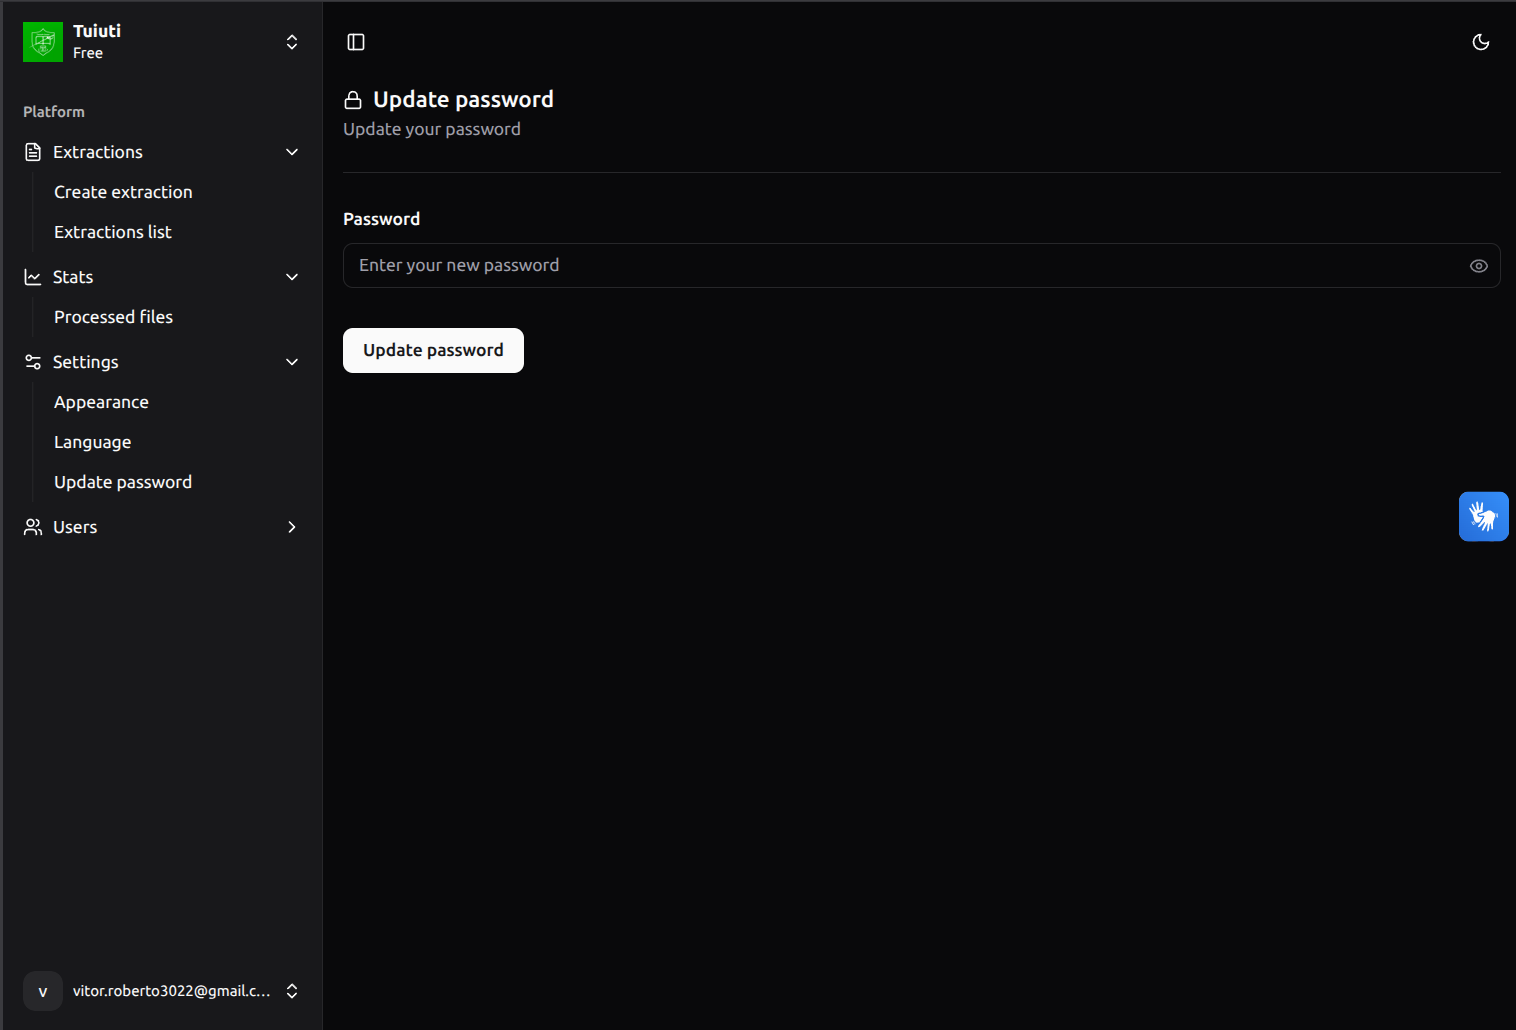 Tuiuti
Free
Platform
Extractions
Create extraction
Extractions list
Stats
Processed files
Settings
Appearance
Language
Update password
Users
v
vitor.roberto3022@gmail.c...
Update password
Update your password
Password
Enter your new password
Update password